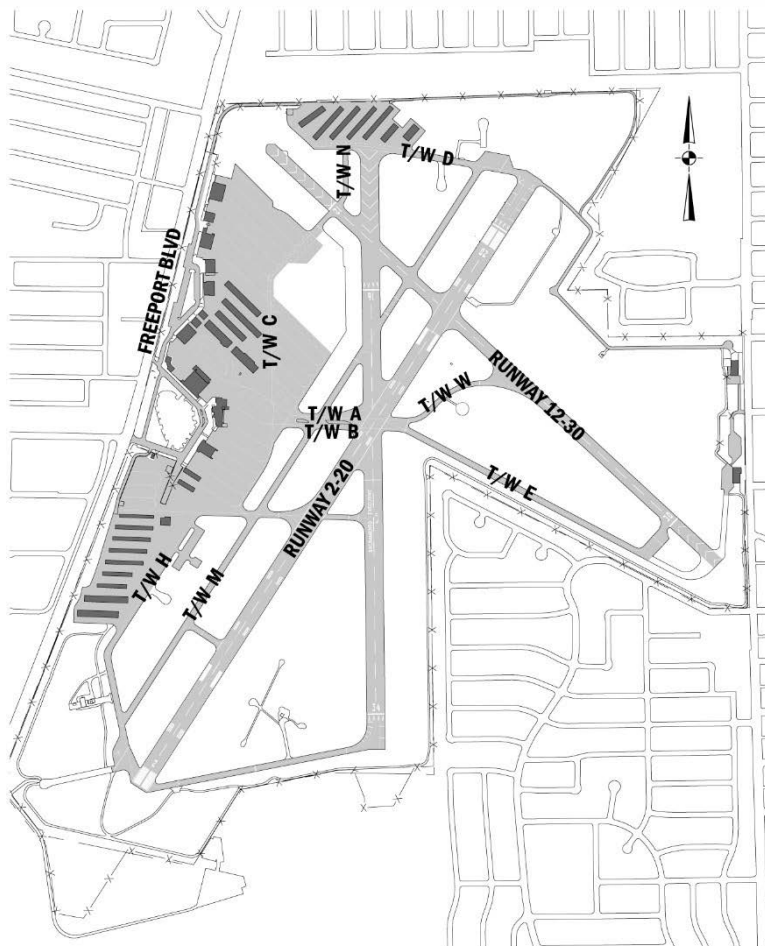 T/W N
T/W D
FREEPORT BLVD
T/W C
RUNWAY 12-30
T/W W
T/W A
T/W B
T/W E
RUNWAY 2-20
T/W H
T/W M